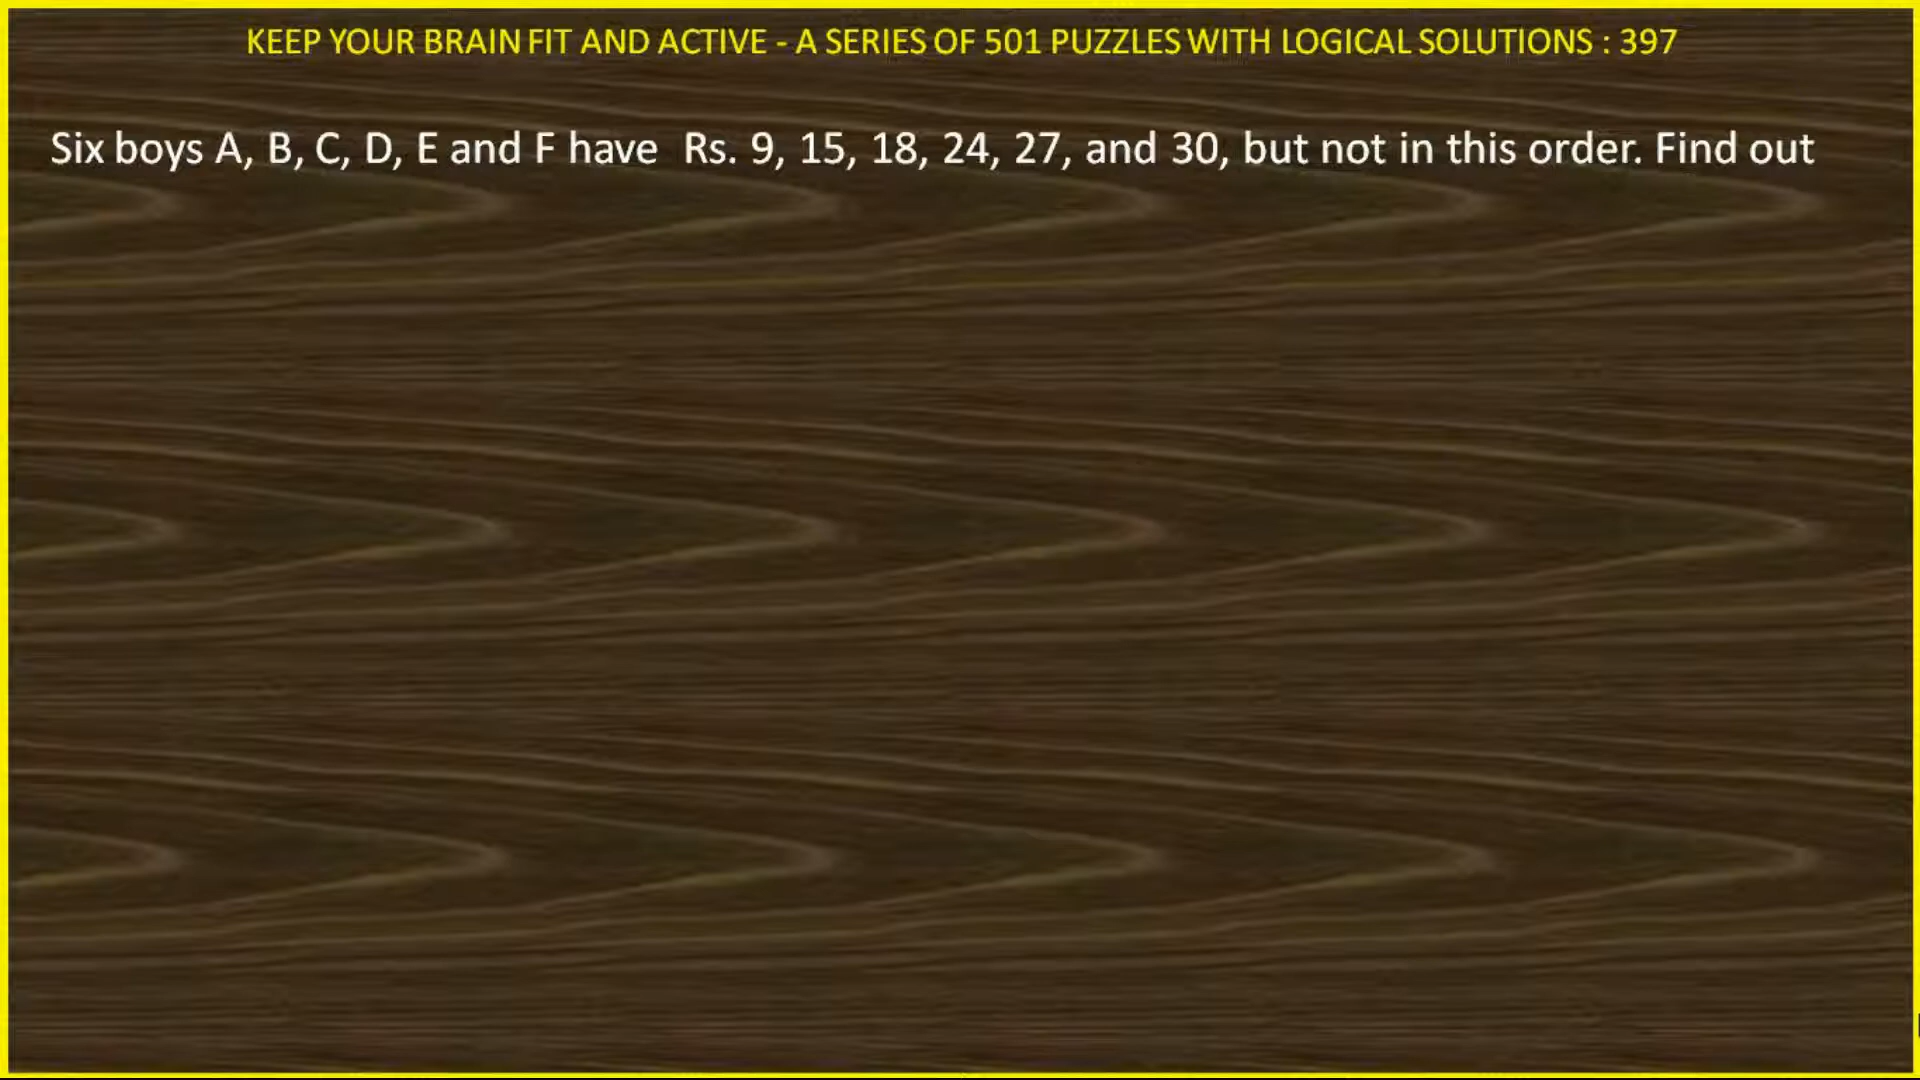 KEEP YOUR BRAIN FIT AND ACTIVE - A SERIES OF 501 PUZZLES WITH LOGICAL SOLUTIONS : 397
Six boys A, B, C, D, E and F have Rs. 9, 15, 18, 24, 27, and 30, but not in this order. Find out